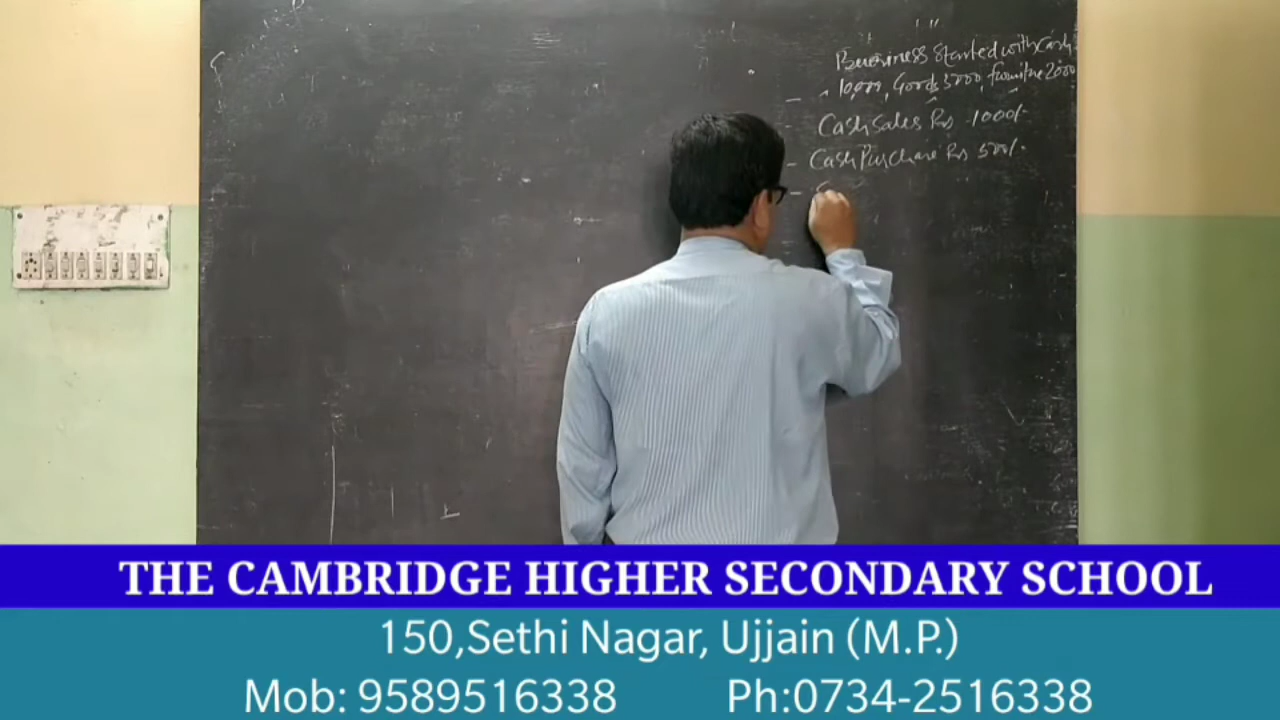 Business started with Cash
10,000, Goods 5000, furniture 2000
- Cash Sales Rs 1000/-
- Cash Purchase Rs 500/-
-
THE CAMBRIDGE HIGHER SECONDARY SCHOOL
150,Sethi Nagar, Ujjain (M.P.)
Mob: 9589516338 Ph:0734-2516338